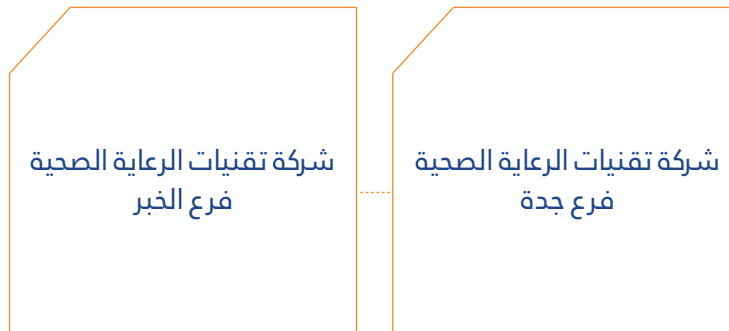 شركة تقنيات الرعاية الصحية
فرع جدة
شركة تقنيات الرعاية الصحية
فرع الخبر